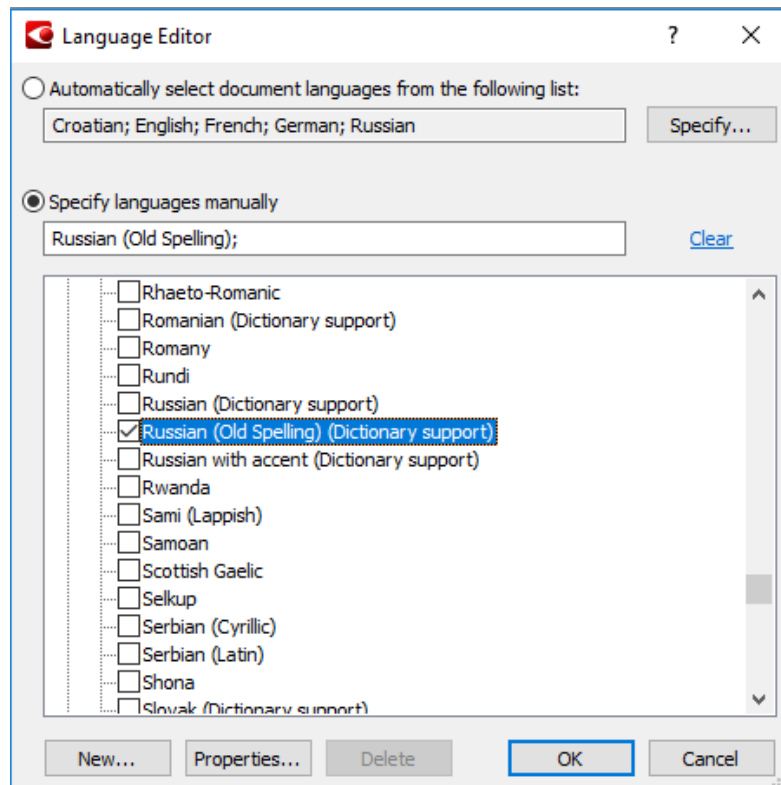 Language Editor
Automatically select document languages from the following list:
Croatian; English; French; German; Russian
Specify...
Specify languages manually
Russian (Old Spelling);
Clear
Rhaeto-Romanic
Romanian (Dictionary support)
Romany
Rundi
Russian (Dictionary support)
Russian (Old Spelling) (Dictionary support)
Russian with accent (Dictionary support)
Rwanda
Sami (Lappish)
Samoan
Scottish Gaelic
Selkup
Serbian (Cyrillic)
Serbian (Latin)
Shona
Slovak (Dictionary support)
New... Properties... Delete OK Cancel